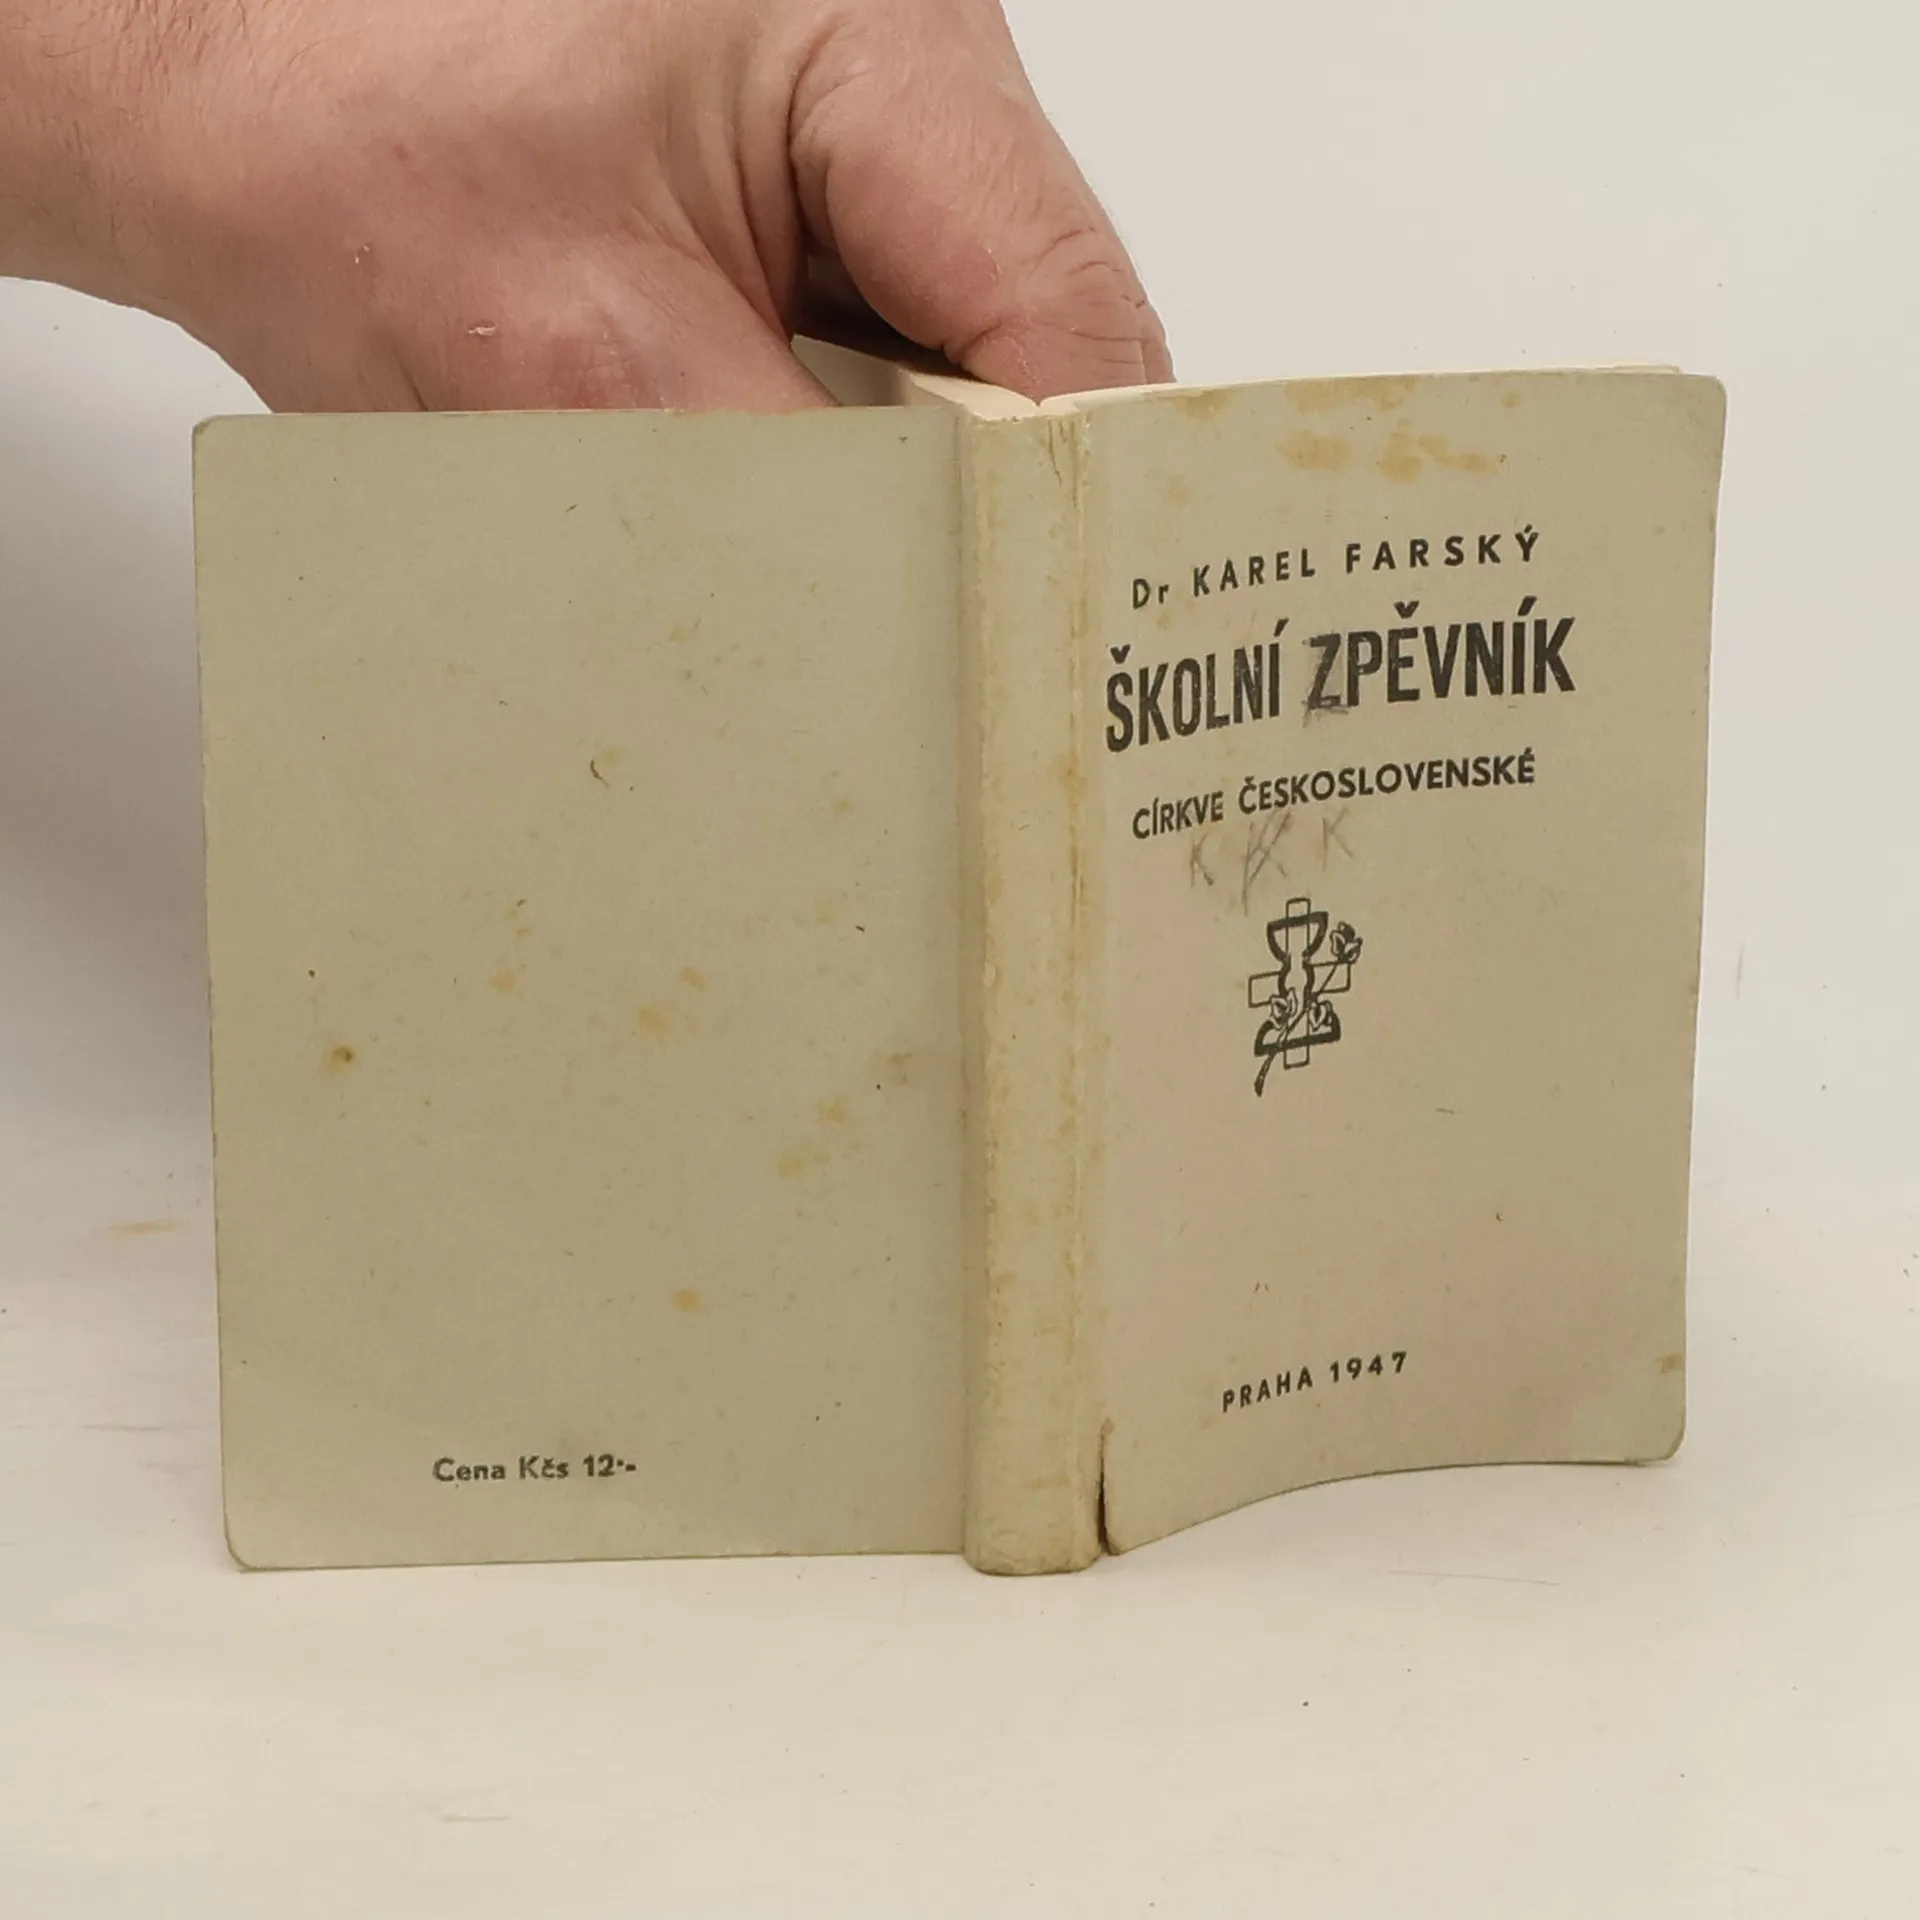 Dr KAREL FARSKÝ
ŠKOLNÍ ZPĚVNÍK
CÍRKVE ČESKOSLOVENSKÉ
K K K
PRAHA 1947
Cena Kčs 12·-